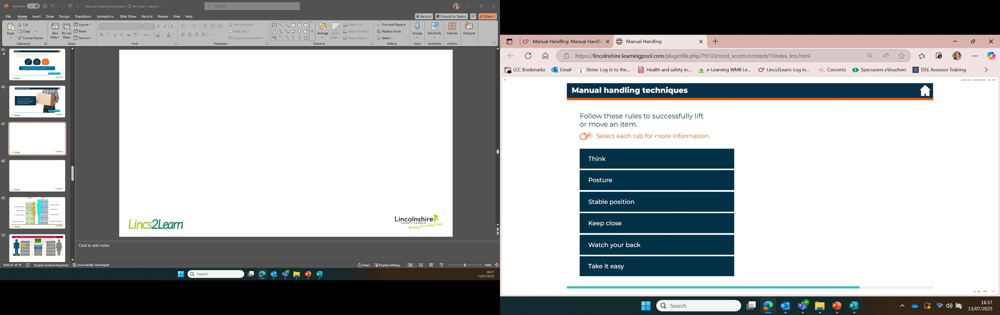 AutoSave
Manual Handling for schools
No Label • Saved
Search
File Home Insert Draw Design Transitions Animations Slide Show Record Review View Help
Record
Present in Teams
Share
Paste
Cut
Copy
Format Painter
Clipboard
New Slide
Re-use Slides
Layout
Reset
Section
Slides
Font
Text Direction
Align Text
Convert to SmartArt
Paragraph
Arrange
Quick Styles
Shape Fill
Shape Outline
Shape Effects
Drawing
Find and Replace
Replace Fonts
Select
Editing
Dictate
Voice
Sensitivity
Sensitivity
Add-ins
Add-ins
Designer
45
46
47
48
49
50
Lincs2Learn
Lincolnshire
COUNTY COUNCIL
Working for a better future
Click to add notes
Slide 47 of 79
English (United Kingdom)
Accessibility: Investigate
Notes
Display Settings
100%
Search
16:57
15/07/2025
Manual Handling: Manual Handli
Manual Handling
https://lincolnshire.learningpool.com/pluginfile.php/79133/mod_scorm/content/7/index_lms.html
LCC Bookmarks
Email
Shine: Log in to the...
Health and safety in...
e-Learning WMB Le...
Lincs2Learn: Log in...
Concerto
Specsavers eVouchers
DSE Assessor Training
Manual handling techniques
Follow these rules to successfully lift
or move an item.
Select each tab for more information.
Think
Posture
Stable position
Keep close
Watch your back
Take it easy
Search
16:57
15/07/2025